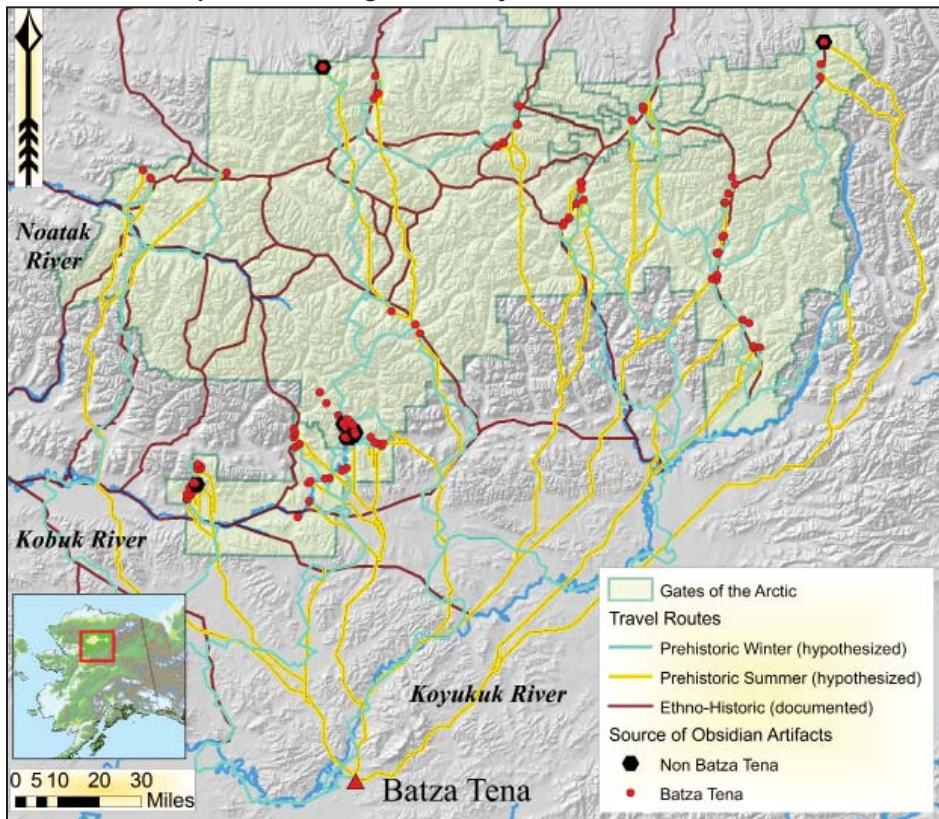 Noatak
River
Kobuk River
Koyukuk River
Batza Tena
0 5 10 20 30
Miles
Gates of the Arctic
Travel Routes
Prehistoric Winter (hypothesized)
Prehistoric Summer (hypothesized)
Ethno-Historic (documented)
Source of Obsidian Artifacts
Non Batza Tena
Batza Tena